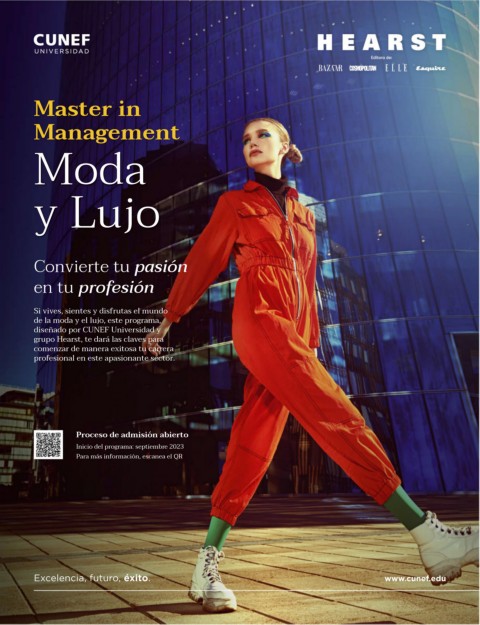 CUNEF
UNIVERSIDAD
HEARST
Editora de:
BAZAAR COSMOPOLITAN ELLE Esquire
Master in
Management
Moda
y Lujo
Convierte tu pasión
en tu profesión
Si vives, sientes y disfrutas el mundo
de la moda y el lujo, este programa,
diseñado por CUNEF Universidad y
grupo Hearst, te dará las claves para
comenzar de manera exitosa tu carrera
profesional en este apasionante sector.
Proceso de admisión abierto
Inicio del programa: septiembre 2023
Para más información, escanea el QR
Excelencia, futuro, éxito.
www.cunef.edu